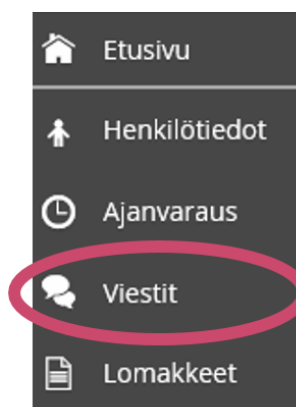 Etusivu
Henkilötiedot
Ajanvaraus
Viestit
Lomakkeet